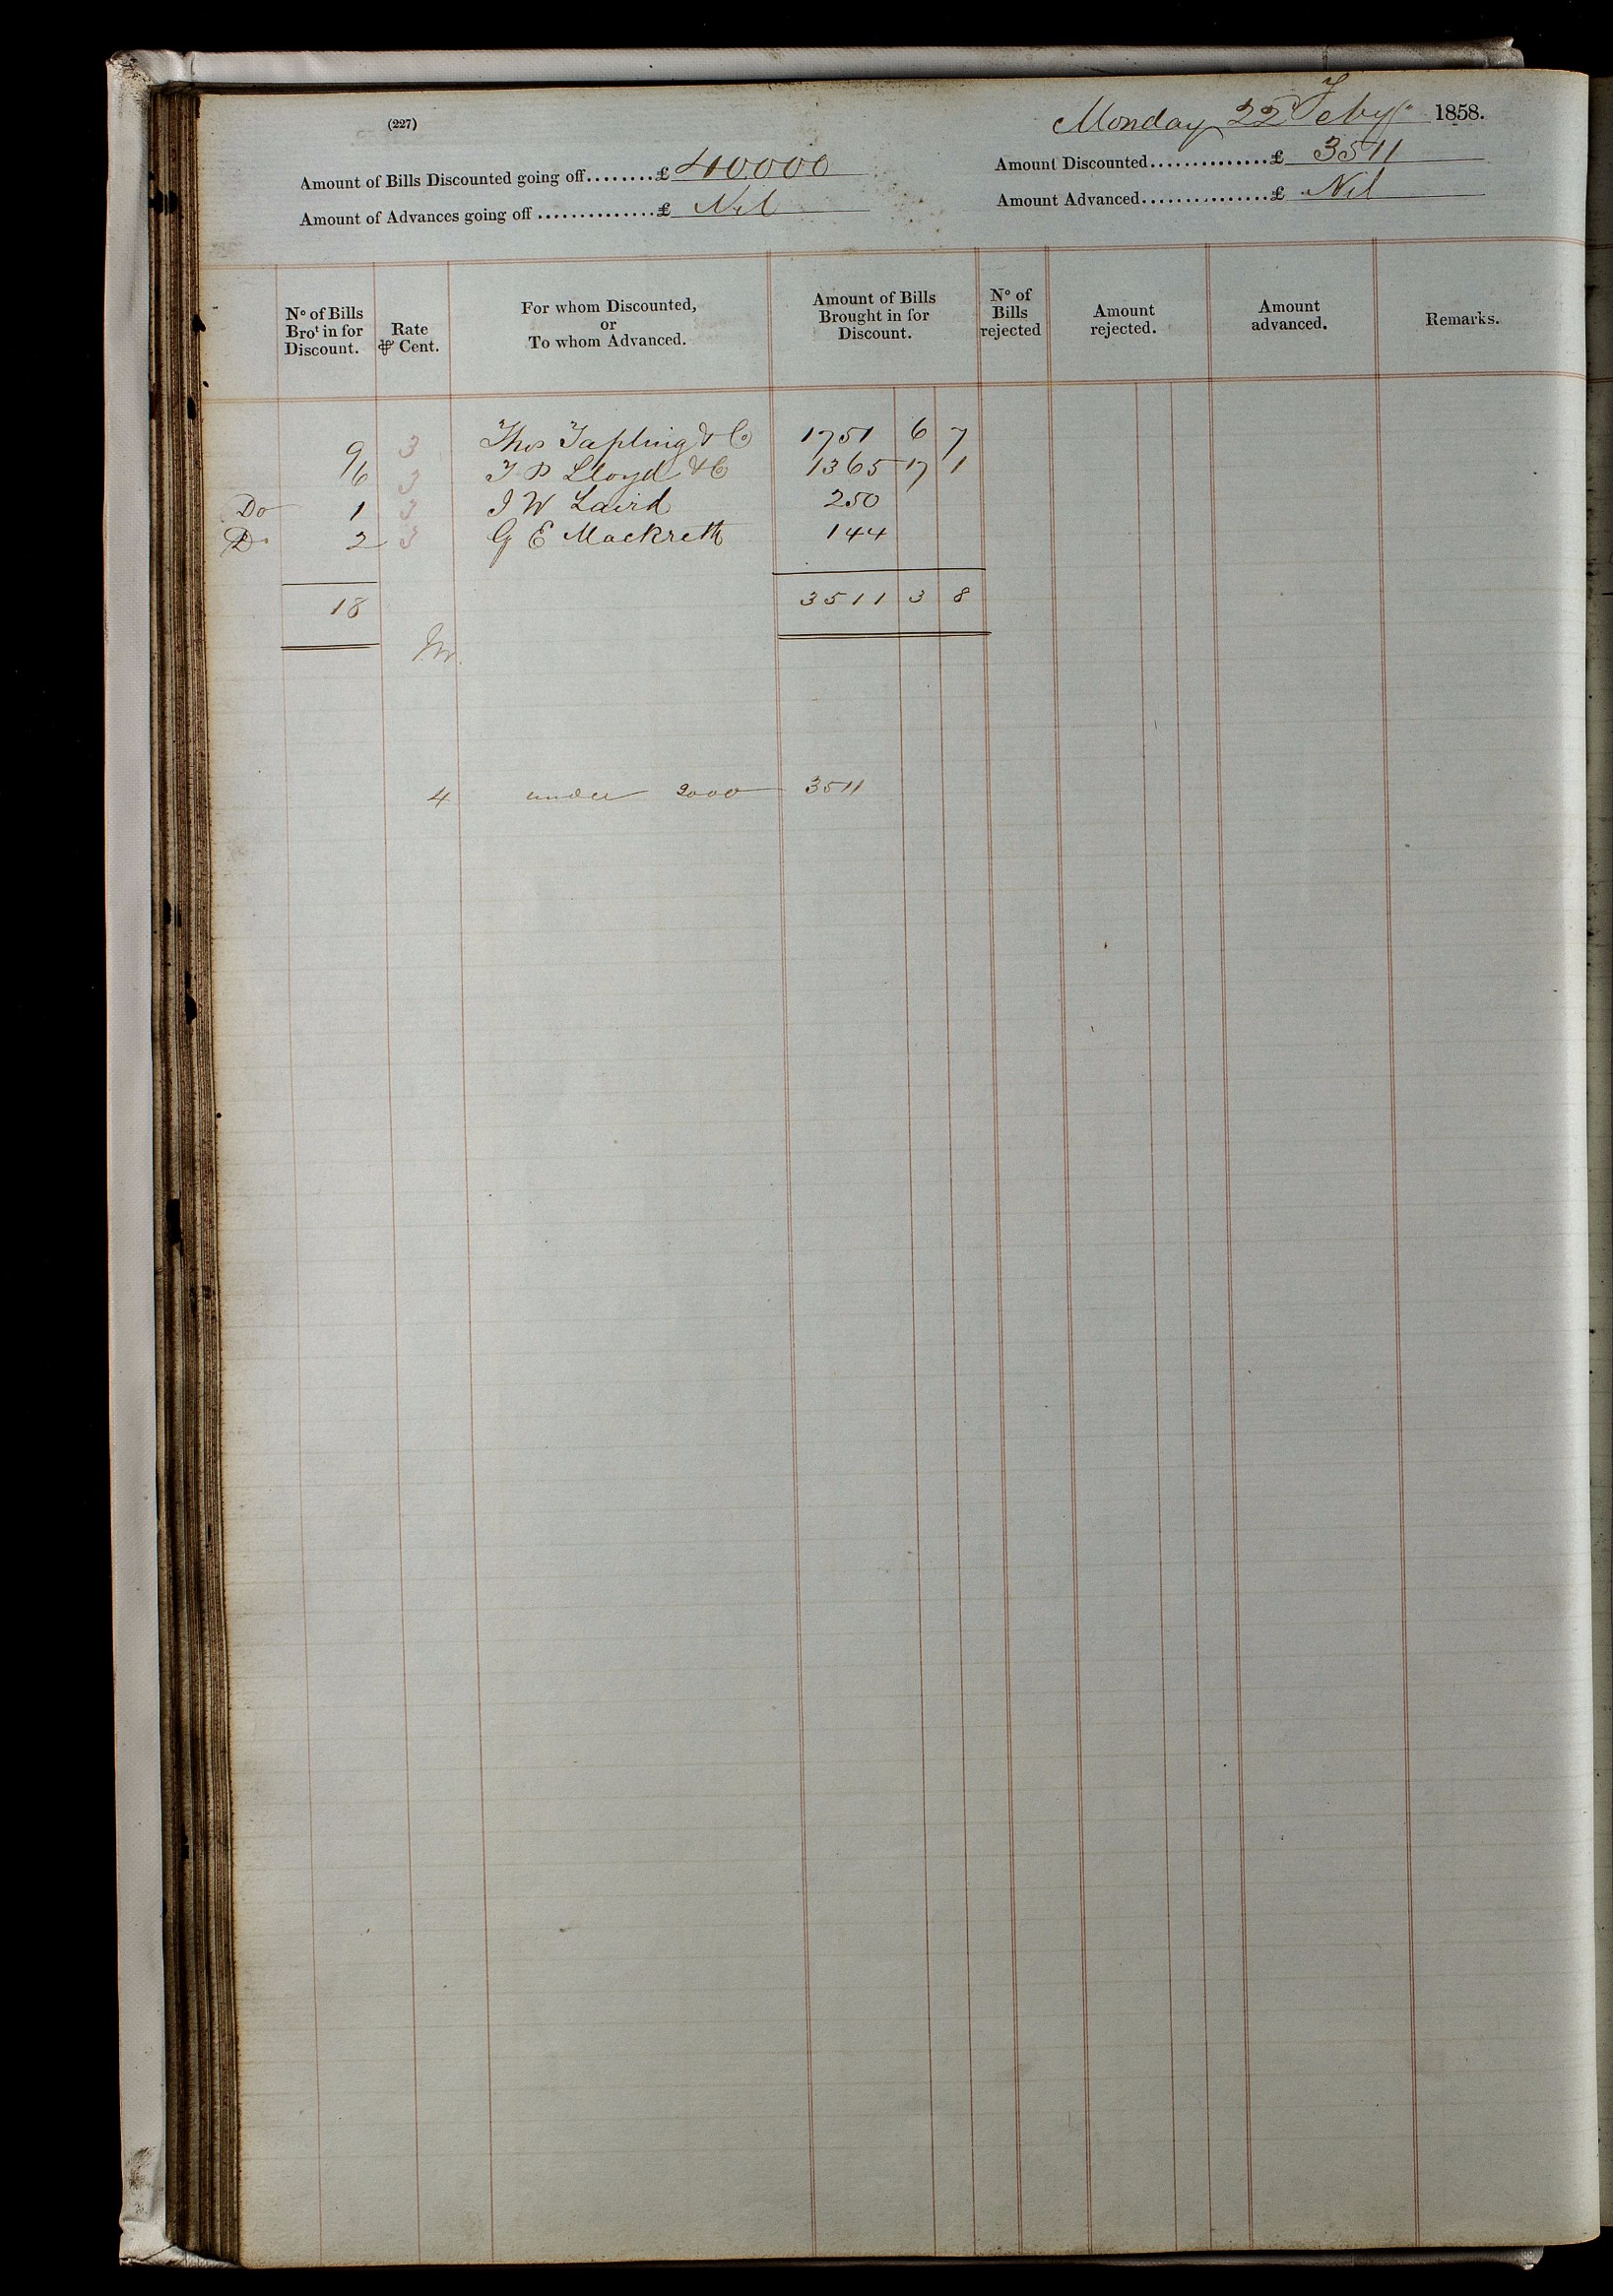 (227)
Monday 22d Feby 1858.
Amount of Bills Discounted going off........£ 40.000
Amount Discounted...............£ 3511
Amount of Advances going off ...............£ Nil
Amount Advanced................£ Nil
No of Bills Brot in for Discount.
Rate ⅌ Cent.
For whom Discounted, or To whom Advanced.
Amount of Bills Brought in for Discount.
No of Bills rejected
Amount rejected.
Amount advanced.
Remarks.
9 3 Thos Tapling & Co 1751 6 7
6 3 T P Lloyd & C 1365 17 1
Do 1 3 J W Laird 250
Do 2 3 G E Mackreth 144
18 3511 3 8
4 under 2000 3511